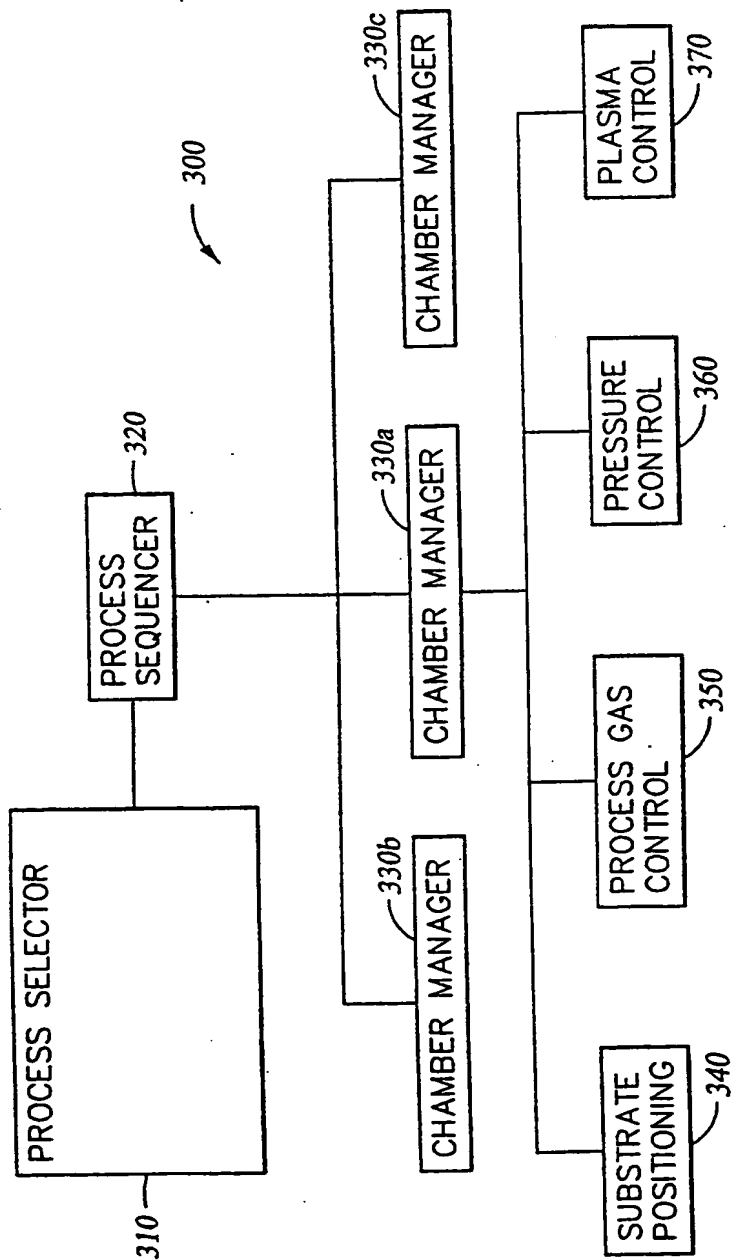 300
PROCESS SELECTOR
310
PROCESS
SEQUENCER
320
CHAMBER MANAGER
330b
CHAMBER MANAGER
330a
CHAMBER MANAGER
330c
SUBSTRATE
POSITIONING
340
PROCESS GAS
CONTROL
350
PRESSURE
CONTROL
360
PLASMA
CONTROL
370